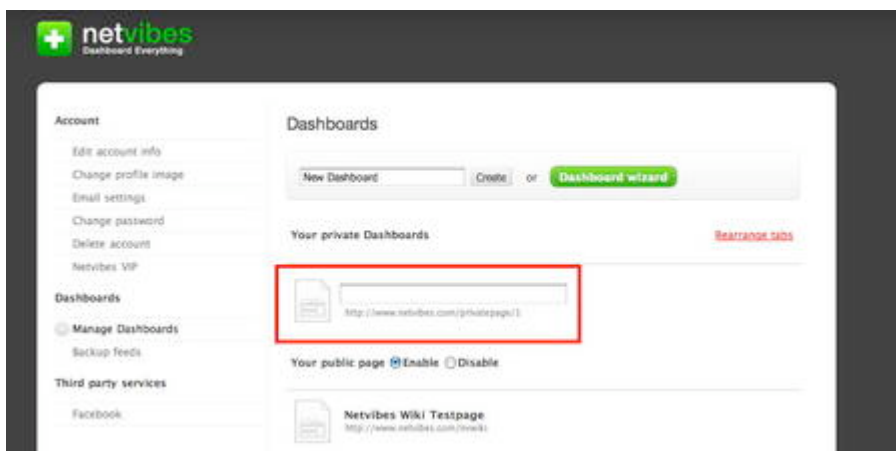 netvibes
Dashboard Everything
Account
Edit account info
Change profile image
Email settings
Change password
Delete account
Netvibes VIP
Dashboards
Manage Dashboards
Backup feeds
Third party services
Facebook
Dashboards
New Dashboard Create or Dashboard wizard
Your private Dashboards Rearrange tabs
http://www.netvibes.com/privatepage/1
Your public page Enable Disable
Netvibes Wiki Testpage
http://www.netvibes.com/nvwiki